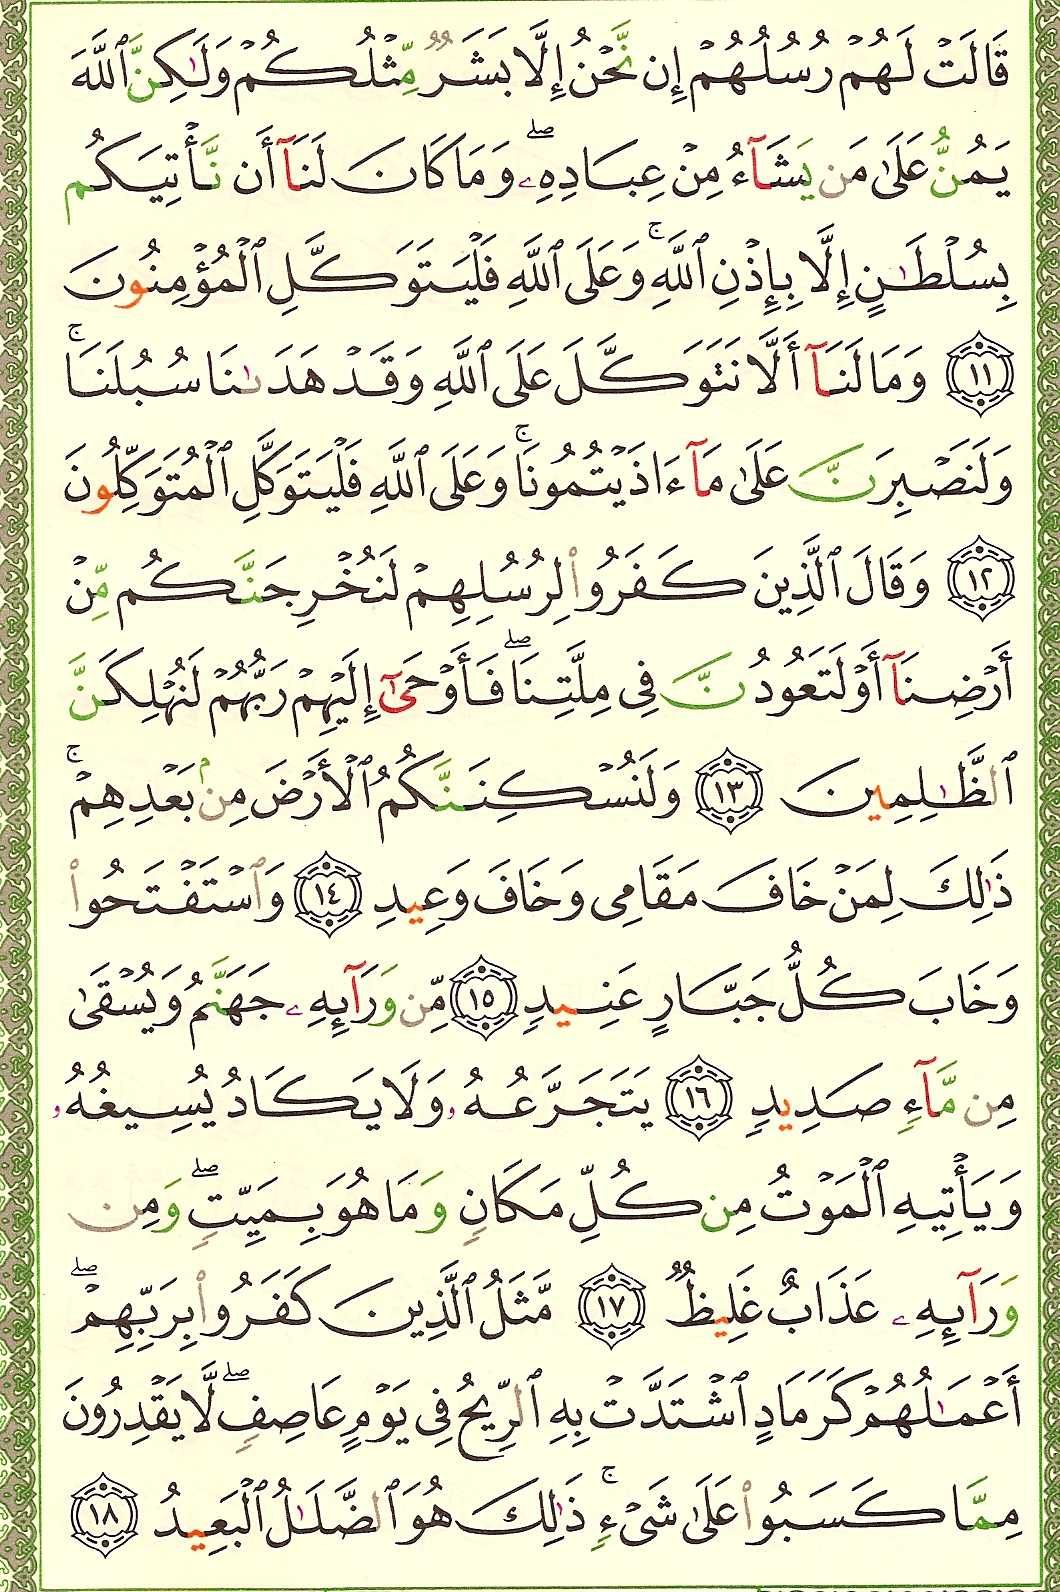 قَالَتْ لَهُمْ رُسُلُهُمْ إِن نَّحْنُ إِلَّا بَشَرٌ مِّثْلُكُمْ وَلَٰكِنَّ ٱللَّهَ
يَمُنُّ عَلَىٰ مَن يَشَآءُ مِنْ عِبَادِهِۦ ۖ وَمَا كَانَ لَنَآ أَن نَّأْتِيَكُم
بِسُلْطَٰنٍ إِلَّا بِإِذْنِ ٱللَّهِ ۚ وَعَلَى ٱللَّهِ فَلْيَتَوَكَّلِ ٱلْمُؤْمِنُونَ
١١ وَمَا لَنَآ أَلَّا نَتَوَكَّلَ عَلَى ٱللَّهِ وَقَدْ هَدَىٰنَا سُبُلَنَا ۚ
وَلَنَصْبِرَنَّ عَلَىٰ مَآ ءَاذَيْتُمُونَا ۚ وَعَلَى ٱللَّهِ فَلْيَتَوَكَّلِ ٱلْمُتَوَكِّلُونَ
١٢ وَقَالَ ٱلَّذِينَ كَفَرُوا۟ لِرُسُلِهِمْ لَنُخْرِجَنَّكُم مِّنْ
أَرْضِنَآ أَوْ لَتَعُودُنَّ فِى مِلَّتِنَا ۖ فَأَوْحَىٰٓ إِلَيْهِمْ رَبُّهُمْ لَنُهْلِكَنَّ
ٱلظَّٰلِمِينَ ١٣ وَلَنُسْكِنَنَّكُمُ ٱلْأَرْضَ مِنۢ بَعْدِهِمْ ۚ
ذَٰلِكَ لِمَنْ خَافَ مَقَامِى وَخَافَ وَعِيدِ ١٤ وَٱسْتَفْتَحُوا۟
وَخَابَ كُلُّ جَبَّارٍ عَنِيدٍ ١٥ مِّن وَرَآئِهِۦ جَهَنَّمُ وَيُسْقَىٰ
مِن مَّآءٍ صَدِيدٍ ١٦ يَتَجَرَّعُهُۥ وَلَا يَكَادُ يُسِيغُهُۥ
وَيَأْتِيهِ ٱلْمَوْتُ مِن كُلِّ مَكَانٍ وَمَا هُوَ بِمَيِّتٍ ۖ وَمِن
وَرَآئِهِۦ عَذَابٌ غَلِيظٌ ١٧ مَّثَلُ ٱلَّذِينَ كَفَرُوا۟ بِرَبِّهِمْ ۖ
أَعْمَٰلُهُمْ كَرَمَادٍ ٱشْتَدَّتْ بِهِ ٱلرِّيحُ فِى يَوْمٍ عَاصِفٍ ۖ لَّا يَقْدِرُونَ
مِمَّا كَسَبُوا۟ عَلَىٰ شَىْءٍ ۚ ذَٰلِكَ هُوَ ٱلضَّلَٰلُ ٱلْبَعِيدُ ١٨